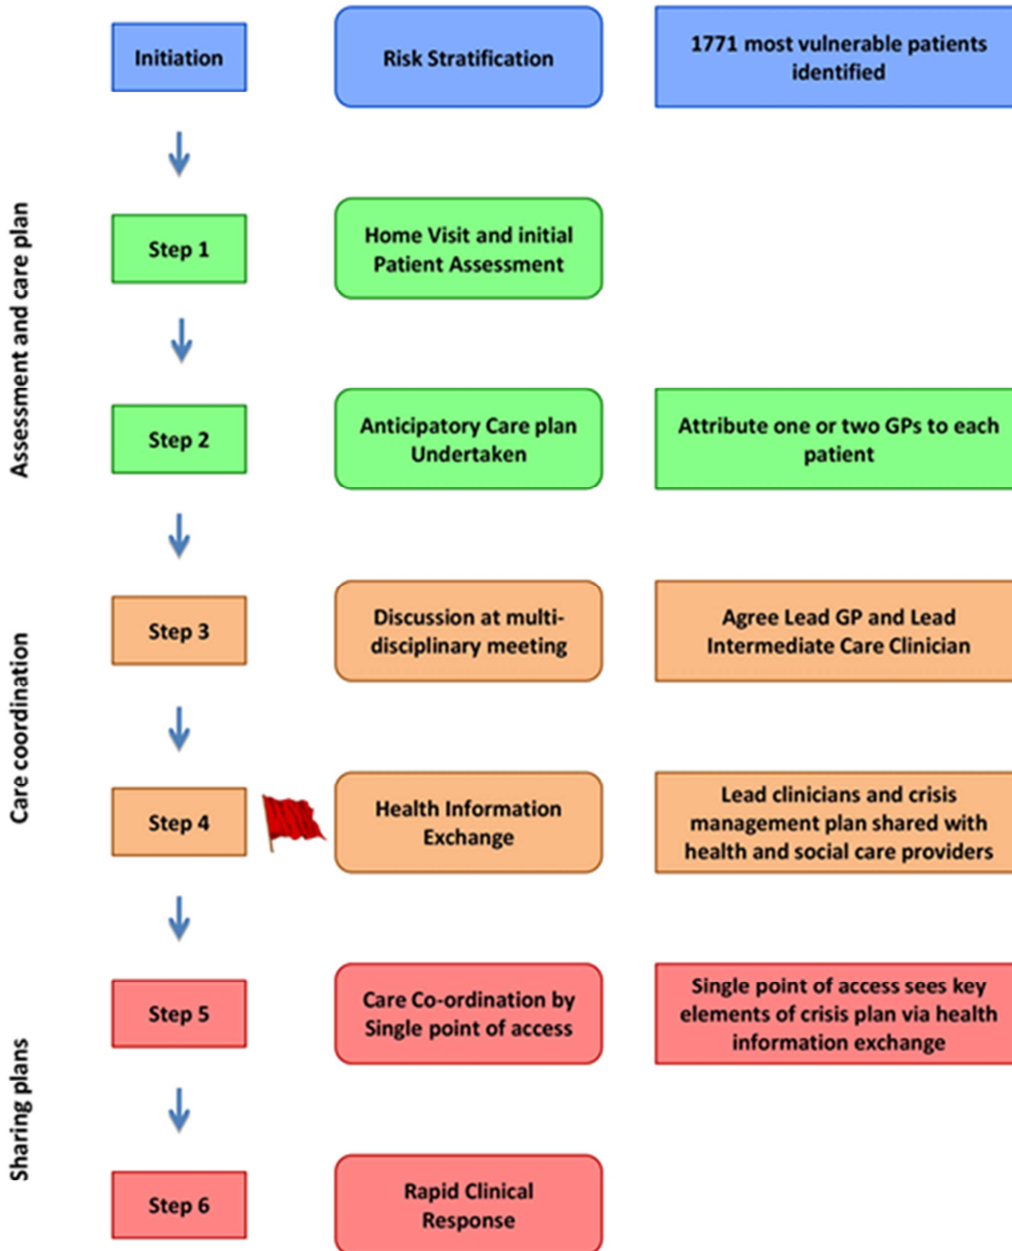 Initiation
Risk Stratification
1771 most vulnerable patients
identified
Assessment and care plan
Step 1
Home Visit and initial
Patient Assessment
Step 2
Anticipatory Care plan
Undertaken
Attribute one or two GPs to each
patient
Care coordination
Step 3
Discussion at multi-
disciplinary meeting
Agree Lead GP and Lead
Intermediate Care Clinician
Step 4
Health Information
Exchange
Lead clinicians and crisis
management plan shared with
health and social care providers
Sharing plans
Step 5
Care Co-ordination by
Single point of access
Single point of access sees key
elements of crisis plan via health
information exchange
Step 6
Rapid Clinical
Response